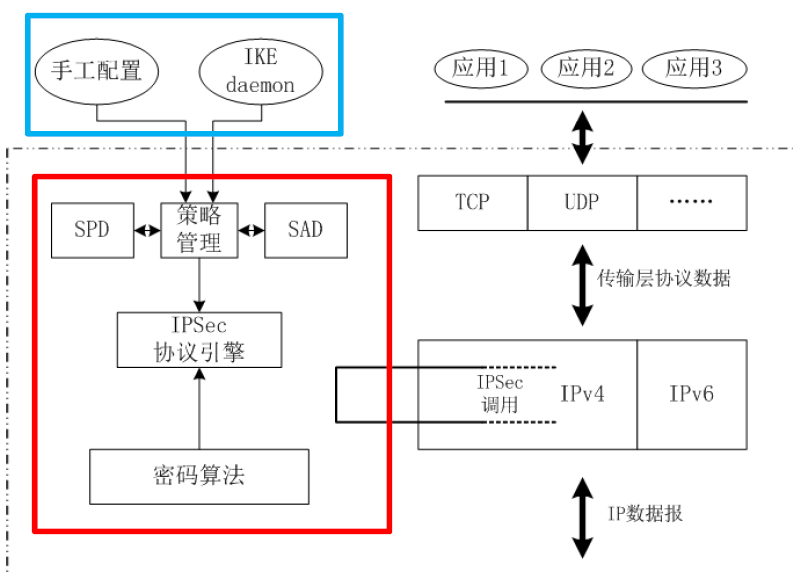 手工配置
IKE
daemon
应用1
应用2
应用3
SPD
策略
管理
SAD
TCP
UDP
……
传输层协议数据
IPSec
协议引擎
IPSec
调用
IPv4
IPv6
密码算法
IP数据报